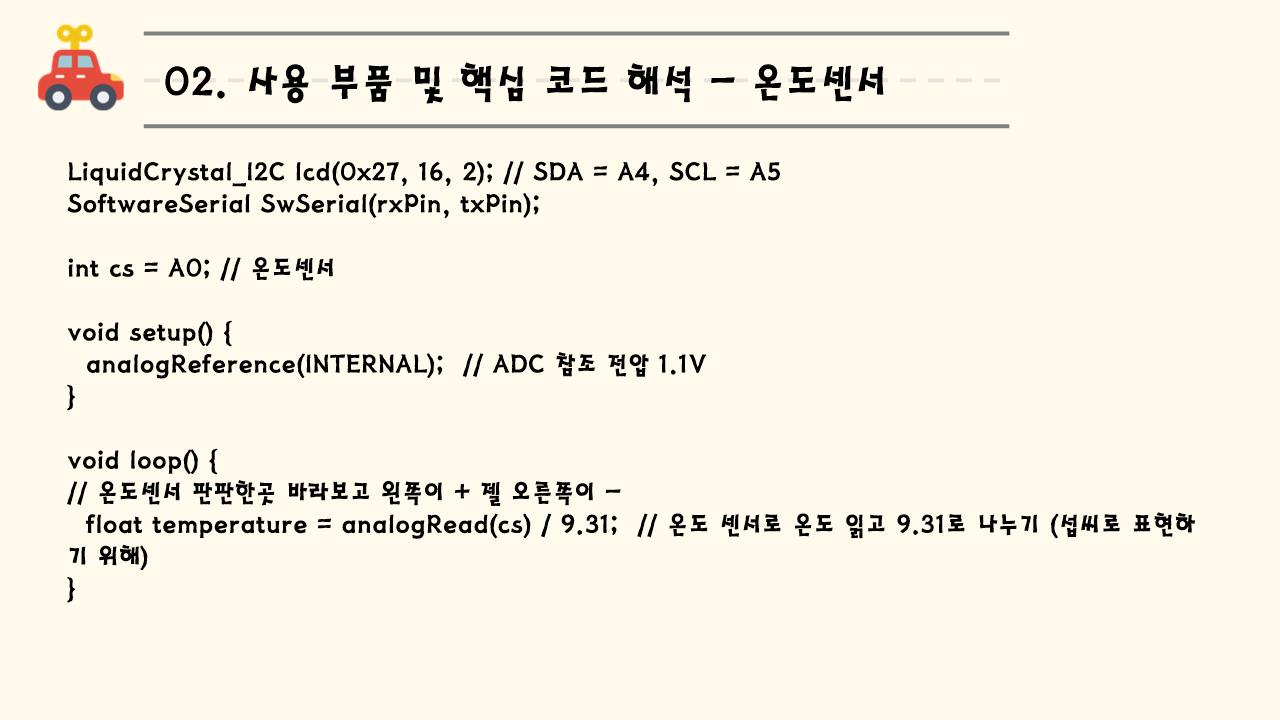 02. 사용 부품 및 핵심 코드 해석 - 온도센서
LiquidCrystal_I2C lcd(0x27, 16, 2); // SDA = A4, SCL = A5
SoftwareSerial SwSerial(rxPin, txPin);
int cs = A0; // 온도센서
void setup() {
analogReference(INTERNAL); // ADC 참조 전압 1.1V
}
void loop() {
// 온도센서 판판한곳 바라보고 왼쪽이 + 젤 오른쪽이 -
float temperature = analogRead(cs) / 9.31; // 온도 센서로 온도 읽고 9.31로 나누기 (섭씨로 표현하
기 위해)
}